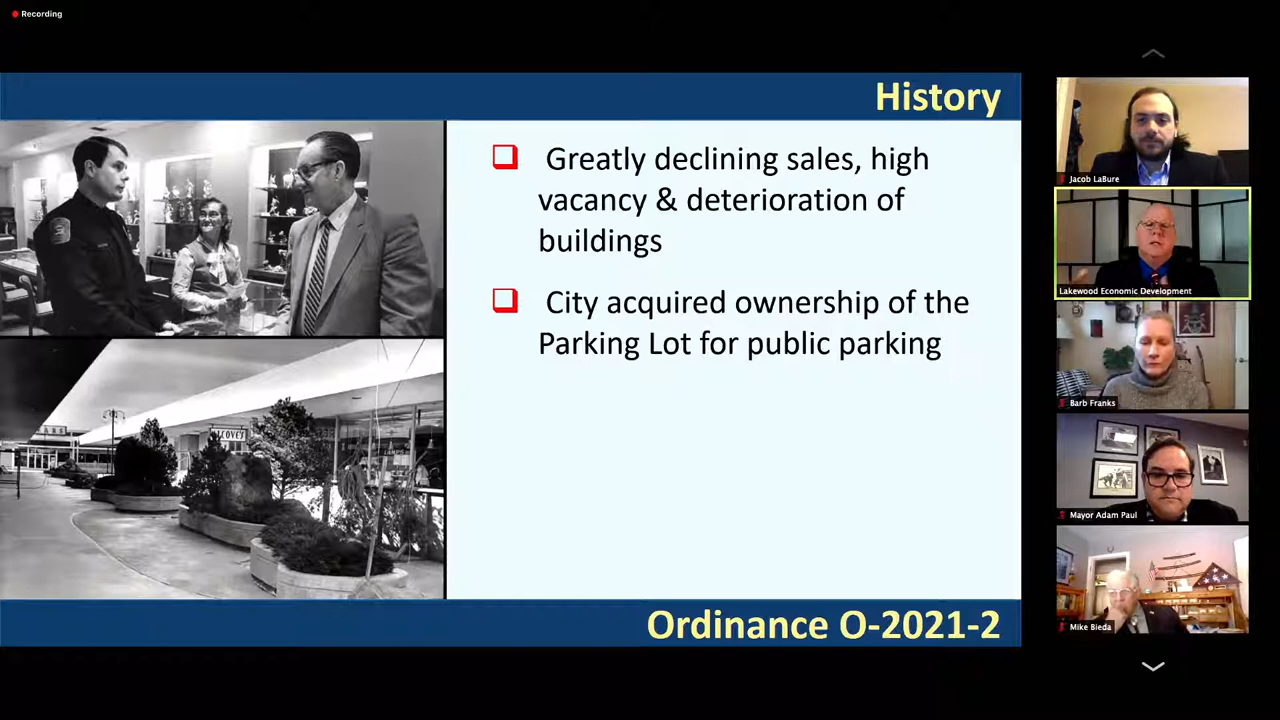 Recording
History
Greatly declining sales, high
vacancy & deterioration of
buildings
City acquired ownership of the
Parking Lot for public parking
Ordinance O-2021-2
Jacob LaBure
Lakewood Economic Development
Barb Franks
Mayor Adam Paul
Mike Bieda